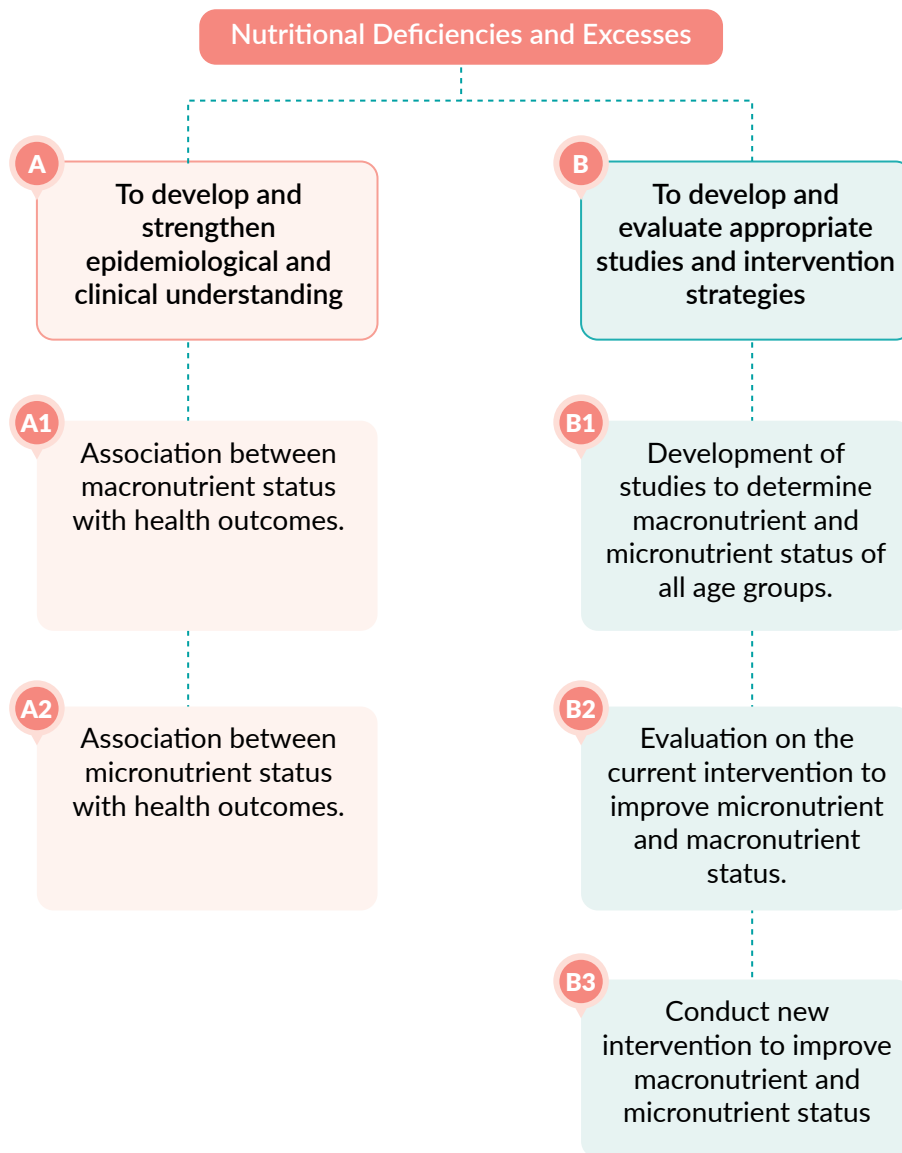 Nutritional Deficiencies and Excesses
A
To develop and
strengthen
epidemiological and
clinical understanding
A1
Association between
macronutrient status
with health outcomes.
A2
Association between
micronutrient status
with health outcomes.
B
To develop and
evaluate appropriate
studies and intervention
strategies
B1
Development of
studies to determine
macronutrient and
micronutrient status of
all age groups.
B2
Evaluation on the
current intervention to
improve micronutrient
and macronutrient
status.
B3
Conduct new
intervention to improve
macronutrient and
micronutrient status